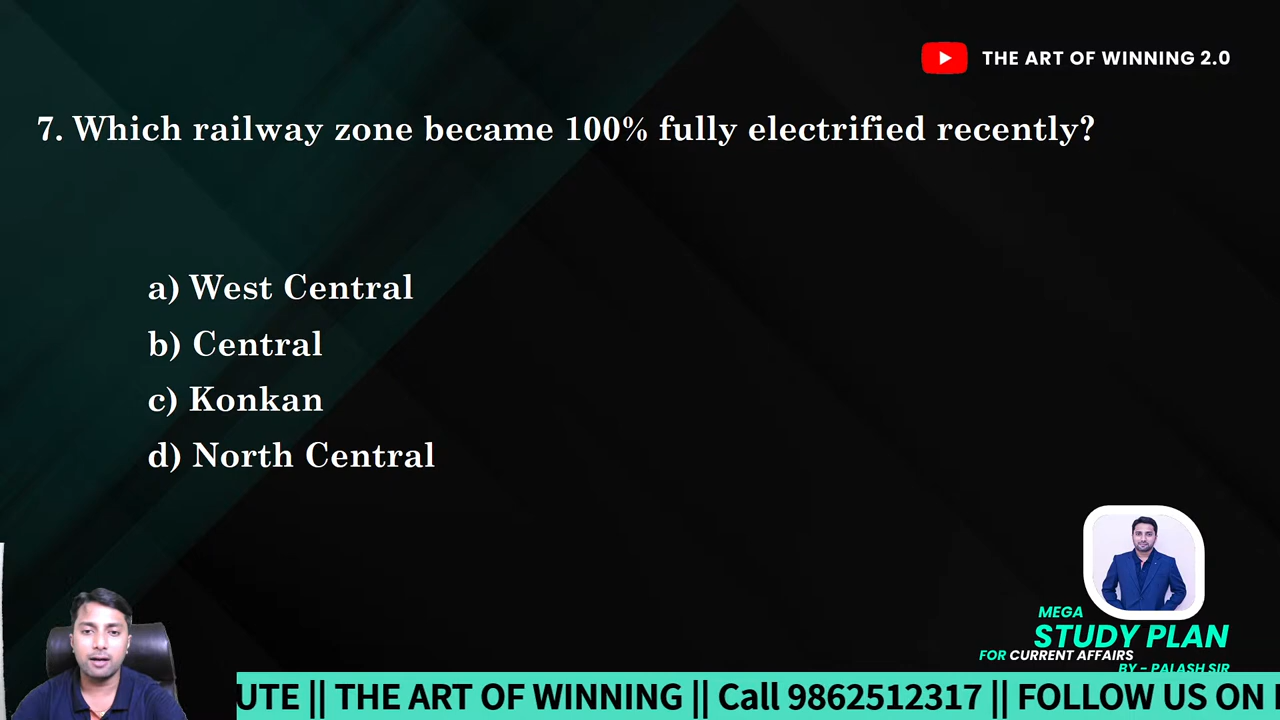 THE ART OF WINNING 2.0
7. Which railway zone became 100% fully electrified recently?
a) West Central
b) Central
c) Konkan
d) North Central
MEGA
STUDY PLAN
FOR CURRENT AFFAIRS
BY - PALASH SIR
UTE || THE ART OF WINNING || Call 9862512317 || FOLLOW US ON